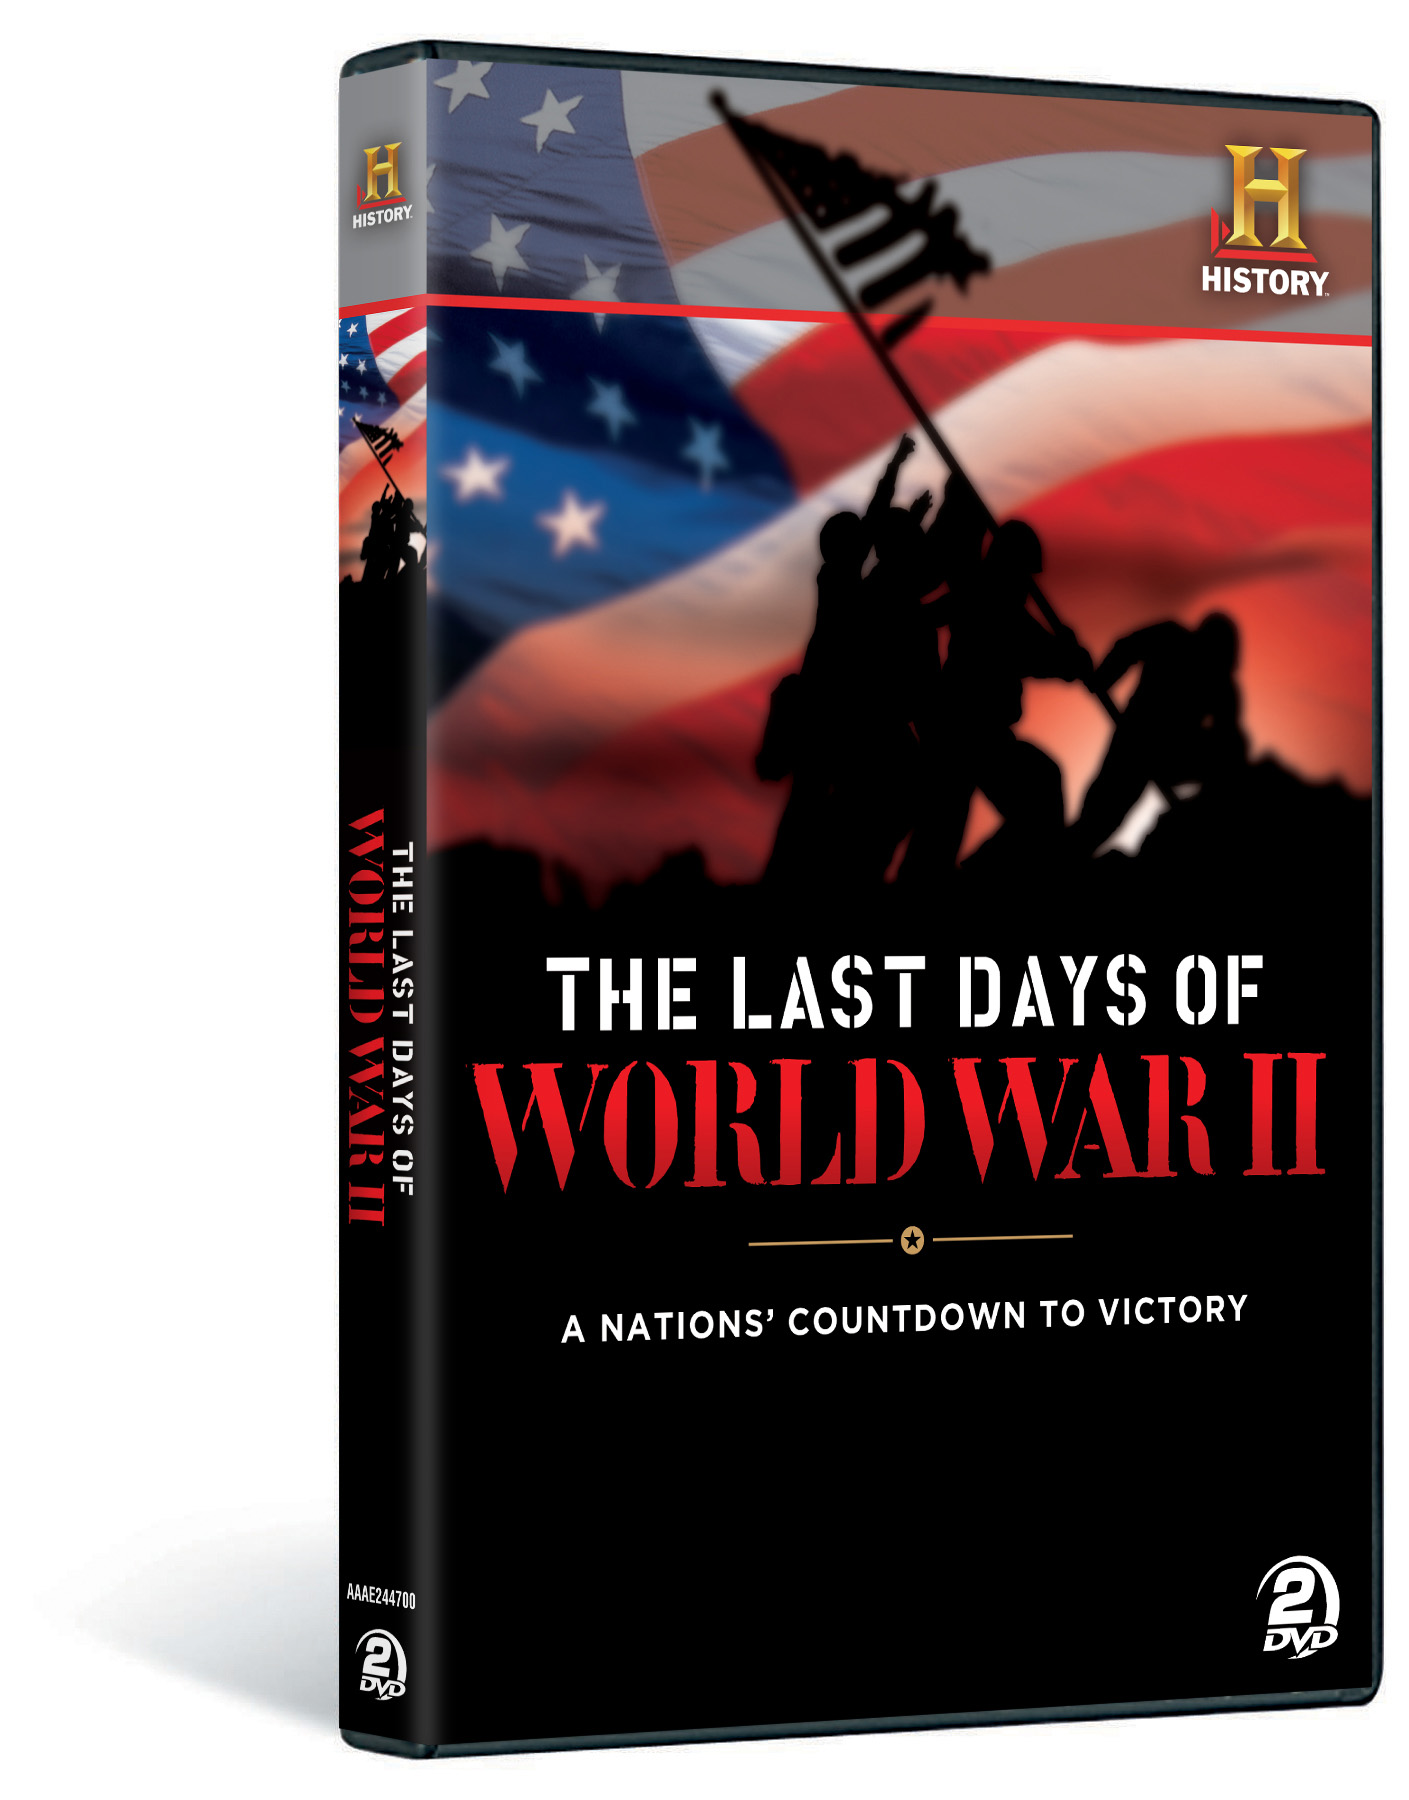 H
HISTORY
THE LAST DAYS OF
WORLD WAR II
AAAE244700
2
DVD
H
HISTORY™
THE LAST DAYS OF
WORLD WAR II
A NATIONS’ COUNTDOWN TO VICTORY
2
DVD